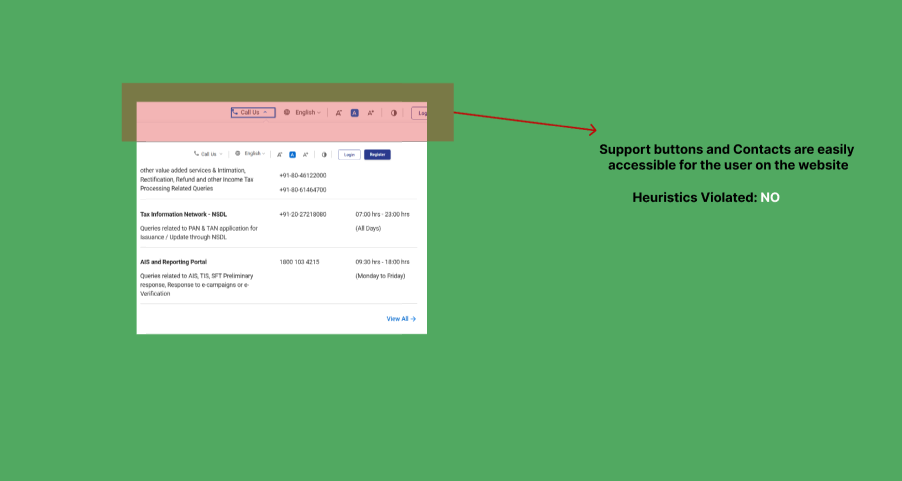 Call Us English A- A A+ Log
Call Us English A- A A+ Login Register
other value added services & Intimation,
Rectification, Refund and other Income Tax
Processing Related Queries
+91-80-46122000
+91-80-61464700
Tax Information Network - NSDL +91-20-27218080 07:00 hrs - 23:00 hrs
Queries related to PAN & TAN application for
Issuance / Update through NSDL
(All Days)
AIS and Reporting Portal 1800 103 4215 09:30 hrs - 18:00 hrs
Queries related to AIS, TIS, SFT Preliminary
response, Response to e-campaigns or e-
Verification
(Monday to Friday)
View All →
Support buttons and Contacts are easily
accessible for the user on the website
Heuristics Violated: NO